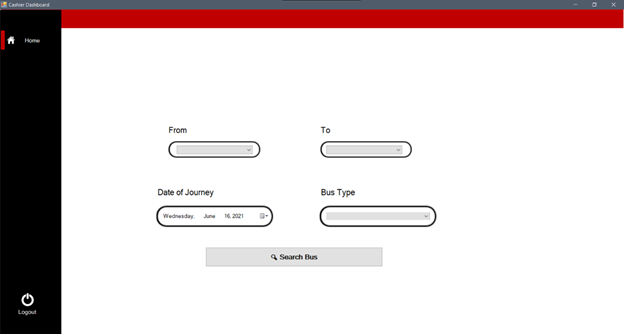 Cashier Dashboard
Home
From
To
Date of Journey
Bus Type
Wednesday, June 16, 2021
Search Bus
Logout